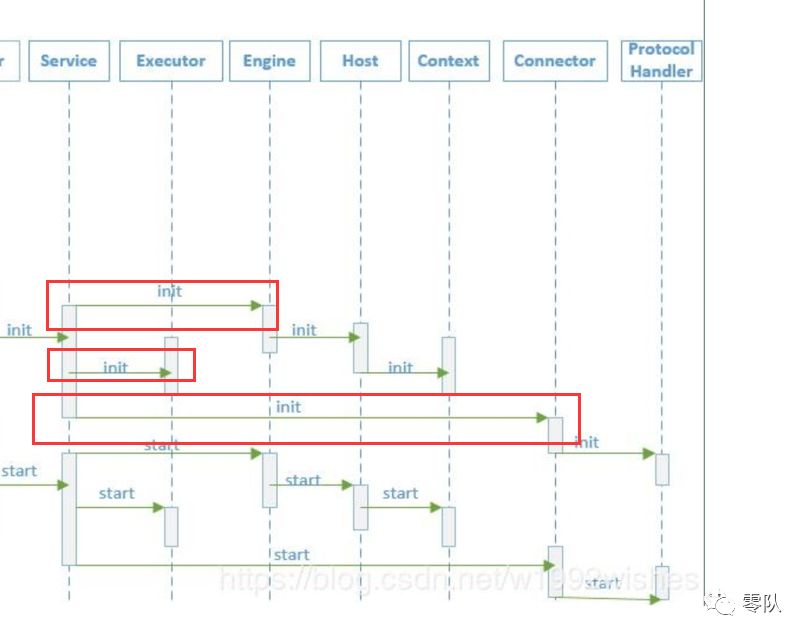 r
Service
Executor
Engine
Host
Context
Connector
Protocol
Handler
init
init
init
init
init
init
init
start
start
start
start
start
start
start
https://blog.csdn.net/w1992wishes
零队